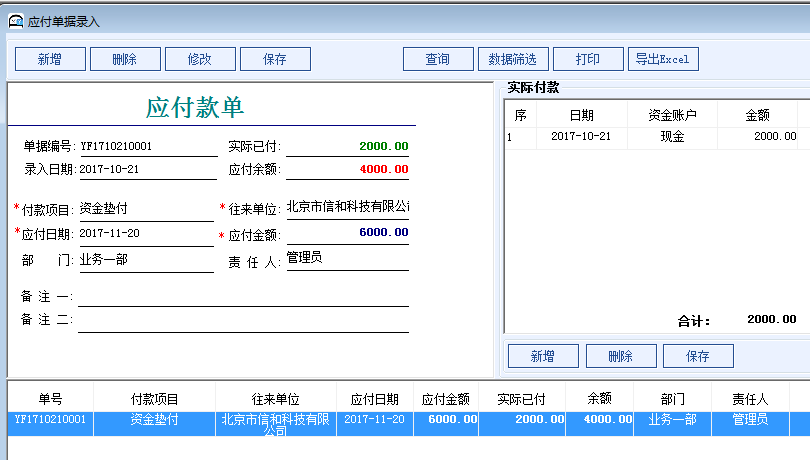 应付单据录入
新增 删除 修改 保存 查询 数据筛选 打印 导出Excel
应付款单
单据编号: YF1710210001 实际已付: 2000.00
录入日期: 2017-10-21 应付余额: 4000.00
*付款项目: 资金垫付 *往来单位: 北京市信和科技有限公
*应付日期: 2017-11-20 *应付金额: 6000.00
部 门: 业务一部 责 任 人: 管理员
备 注 一:
备 注 二:
实际付款
序 日期 资金账户 金额
1 2017-10-21 现金 2000.00
合计: 2000.00
新增 删除 保存
单号 付款项目 往来单位 应付日期 应付金额 实际已付 余额 部门 责任人
YF1710210001 资金垫付 北京市信和科技有限 2017-11-20 6000.00 2000.00 4000.00 业务一部 管理员
公司